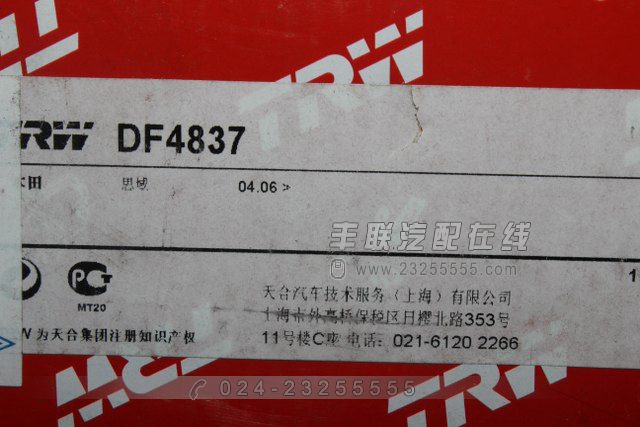 TRW
TRW DF4837
本田 思域 04.06 >
丰联汽配在线
www.23255555.com
1
PCT
MT20
天合汽车技术服务（上海）有限公司
上海市外高桥保税区日樱北路353号
W 为天合集团注册知识产权
11号楼C座 电话: 021-6120 2266
024-23255555
TRW